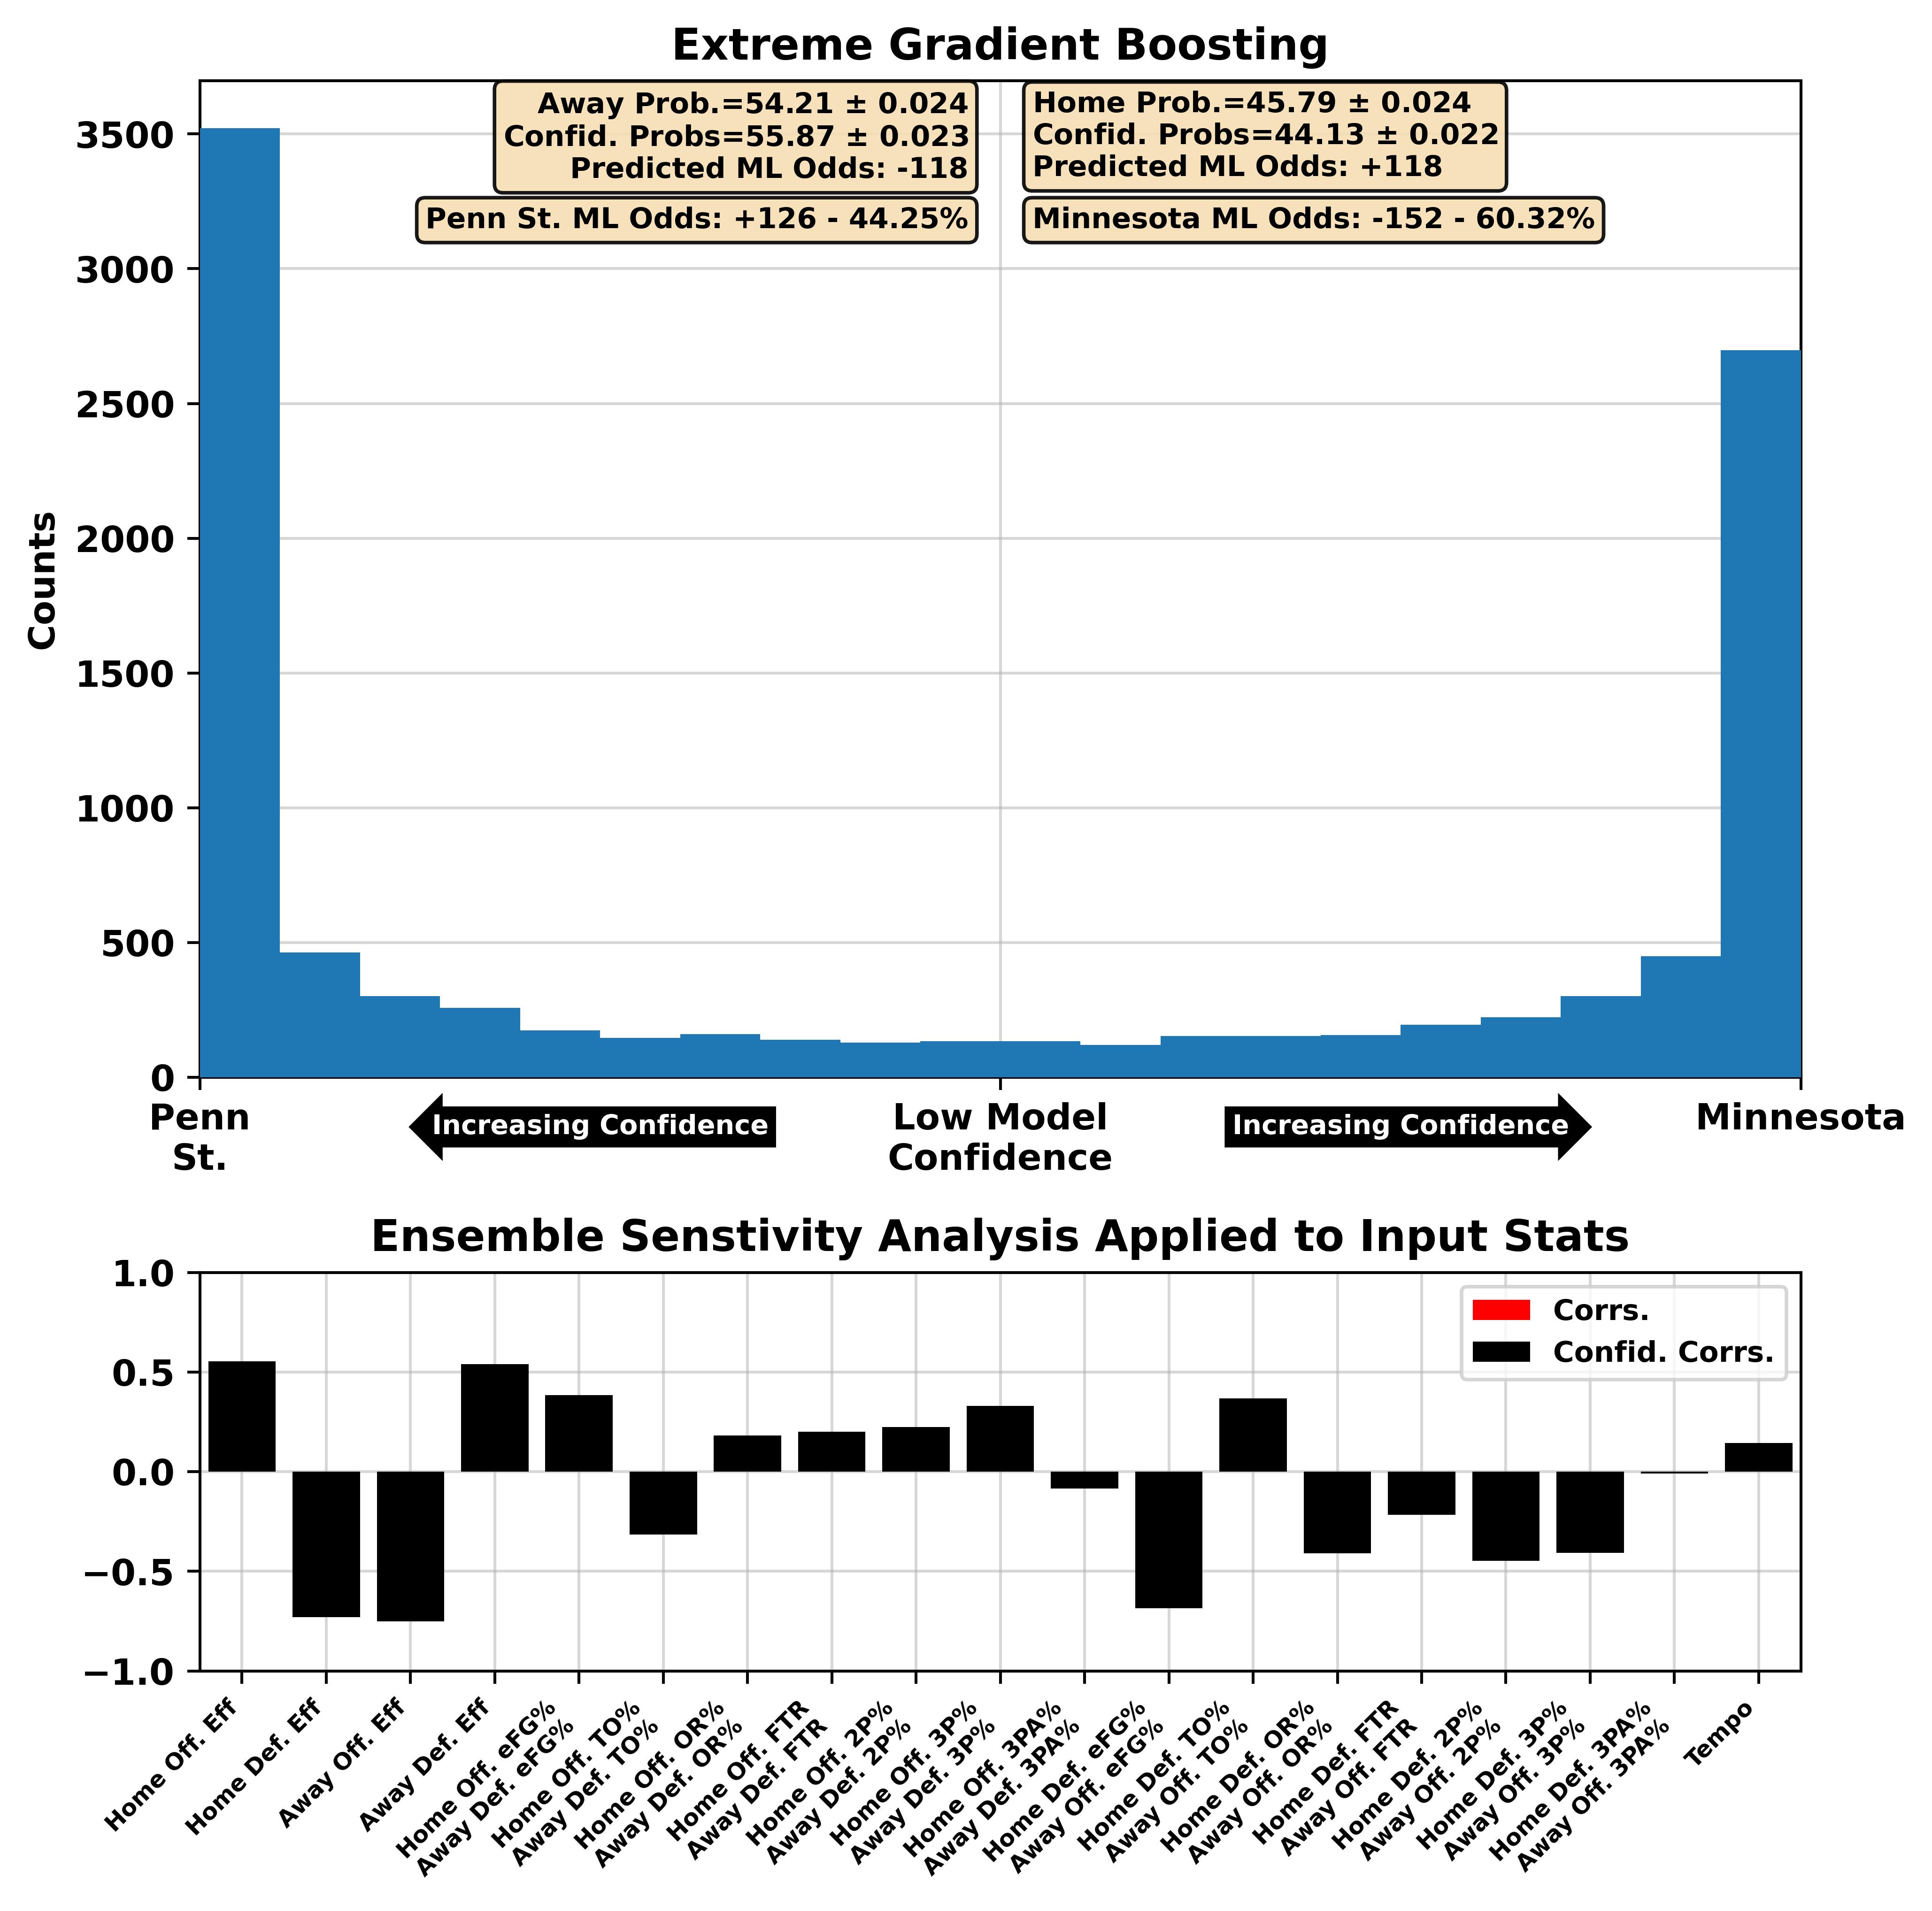 Extreme Gradient Boosting
Away Prob.=54.21 ± 0.024
Confid. Probs=55.87 ± 0.023
Predicted ML Odds: -118
Home Prob.=45.79 ± 0.024
Confid. Probs=44.13 ± 0.022
Predicted ML Odds: +118
Penn St. ML Odds: +126 - 44.25%
Minnesota ML Odds: -152 - 60.32%
Counts
3500
3000
2500
2000
1500
1000
500
0
Penn
St.
Increasing Confidence
Low Model
Confidence
Increasing Confidence
Minnesota
Ensemble Senstivity Analysis Applied to Input Stats
1.0
0.5
0.0
−0.5
−1.0
Corrs.
Confid. Corrs.
Home Off. Eff
Home Def. Eff
Away Off. Eff
Away Def. Eff
Home Off. eFG%
Away Def. eFG%
Home Off. TO%
Away Def. TO%
Home Off. OR%
Away Def. OR%
Home Off. FTR
Away Def. FTR
Home Off. 2P%
Away Def. 2P%
Home Off. 3P%
Away Def. 3P%
Home Off. 3PA%
Away Def. 3PA%
Home Def. eFG%
Away Off. eFG%
Home Def. TO%
Away Off. TO%
Home Def. OR%
Away Off. OR%
Home Def. FTR
Away Off. FTR
Home Def. 2P%
Away Off. 2P%
Home Def. 3P%
Away Off. 3P%
Home Def. 3PA%
Away Off. 3PA%
Tempo